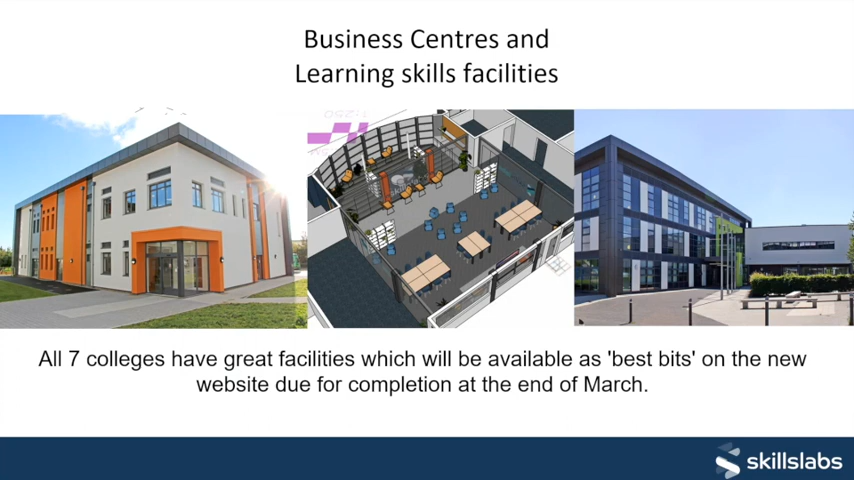 Business Centres and
Learning skills facilities
All 7 colleges have great facilities which will be available as 'best bits' on the new
website due for completion at the end of March.
skillslabs